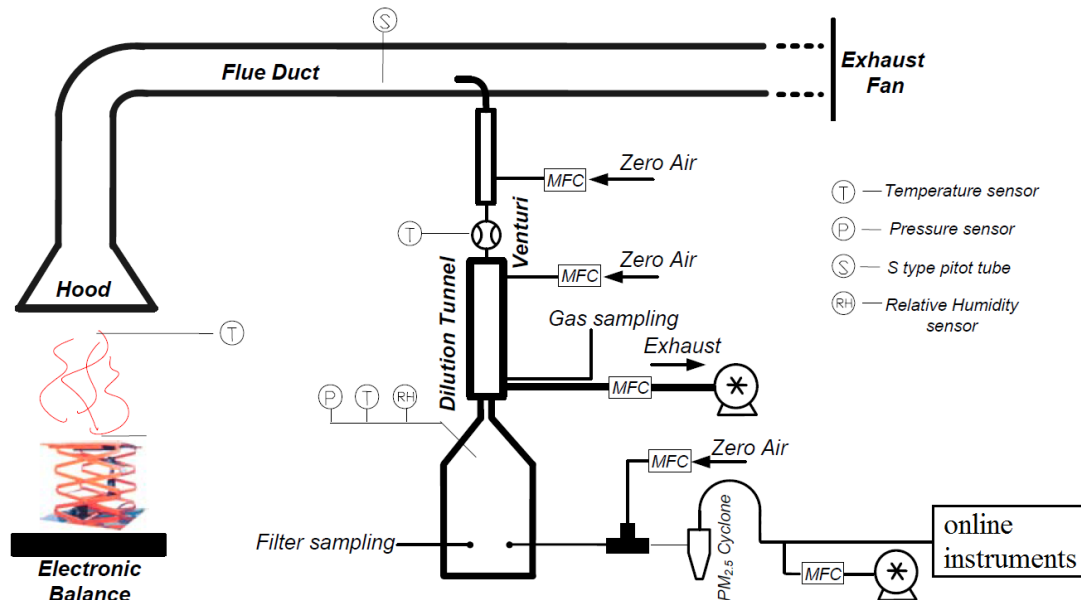 S
Flue Duct
Exhaust
Fan
Zero Air
MFC
T
Venturi
Zero Air
MFC
Hood
T
Dilution Tunnel
Gas sampling
Exhaust
MFC
P
T
RH
Zero Air
MFC
Filter sampling
PM2.5 Cyclone
online
instruments
MFC
Electronic
Balance
T
Temperature sensor
P
Pressure sensor
S
S type pitot tube
RH
Relative Humidity
sensor